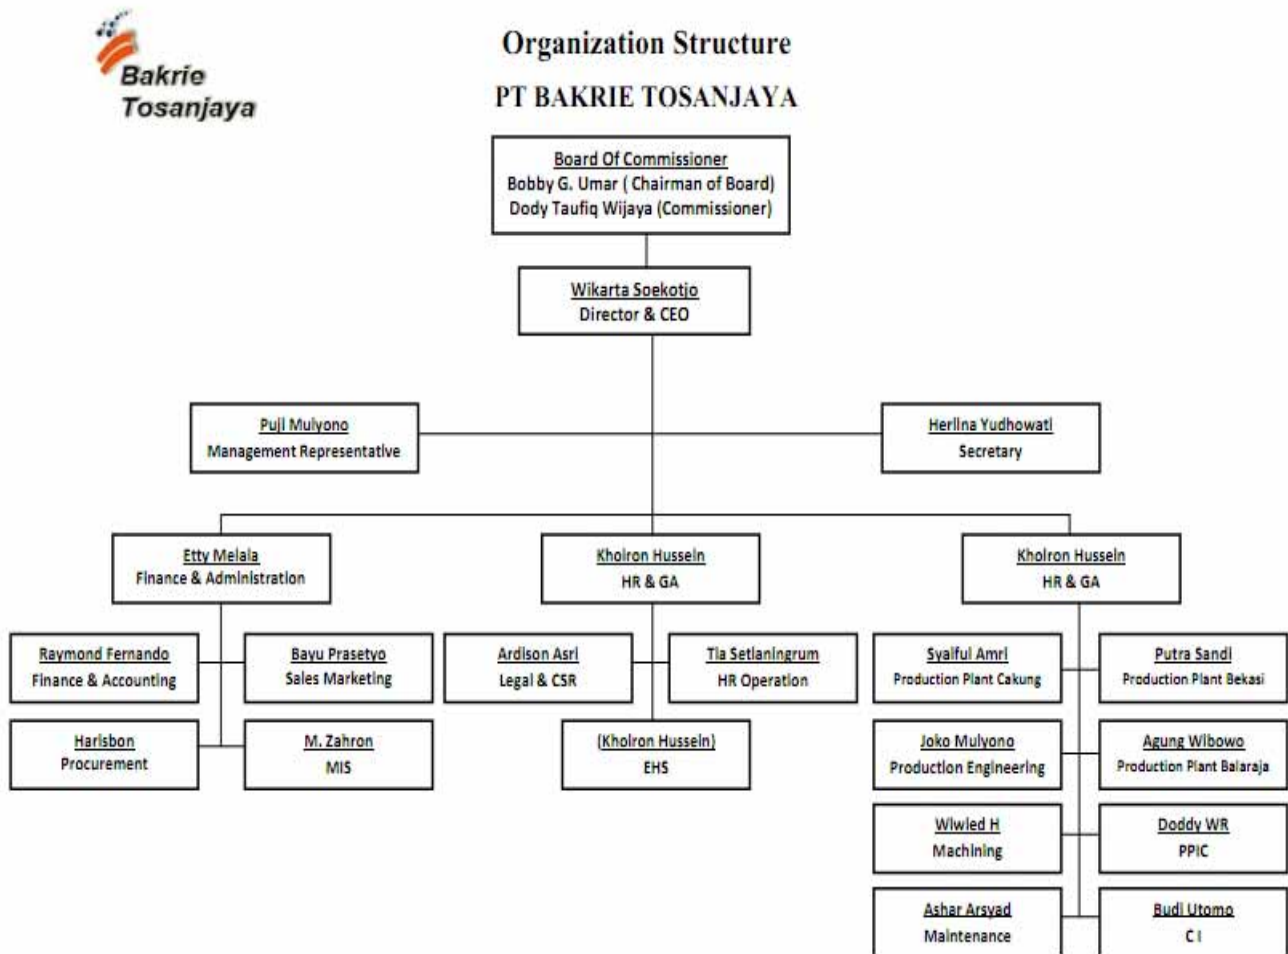 Bakrie
Tosanjaya
Organization Structure
PT BAKRIE TOSANJAYA
Board Of Commissioner
Bobby G. Umar ( Chairman of Board)
Dody Taufiq Wijaya (Commissioner)
Wikarta Soekotjo
Director & CEO
Puji Mulyono
Management Representative
Herlina Yudhowati
Secretary
Etty Melala
Finance & Administration
Khoiron Hussein
HR & GA
Khoiron Hussein
HR & GA
Raymond Fernando
Finance & Accounting
Bayu Prasetyo
Sales Marketing
Ardison Asri
Legal & CSR
Tia Setianingrum
HR Operation
Syaiful Amri
Production Plant Cakung
Putra Sandi
Production Plant Bekasi
Harisbon
Procurement
M. Zahron
MIS
(Khoiron Hussein)
EHS
Joko Mulyono
Production Engineering
Agung Wibowo
Production Plant Balaraja
Wiwied H
Machining
Doddy WR
PPIC
Ashar Arsyad
Maintenance
Budi Utomo
C I